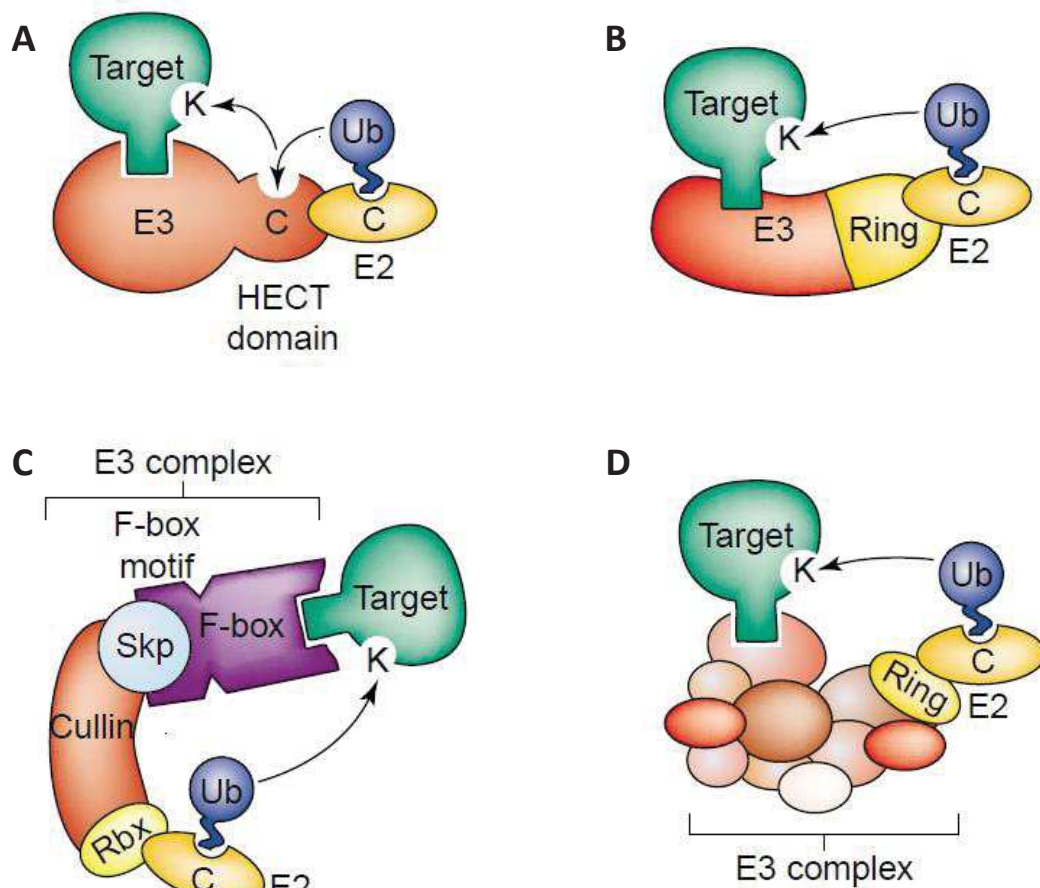 A
Target
K
Ub
E3
C
C
E2
HECT
domain
B
Target
K
Ub
E3
Ring
C
E2
C
E3 complex
F-box
motif
Skp
F-box
Target
K
Cullin
Ub
Rbx
C
E2
D
Target
K
Ub
C
Ring
E2
E3 complex